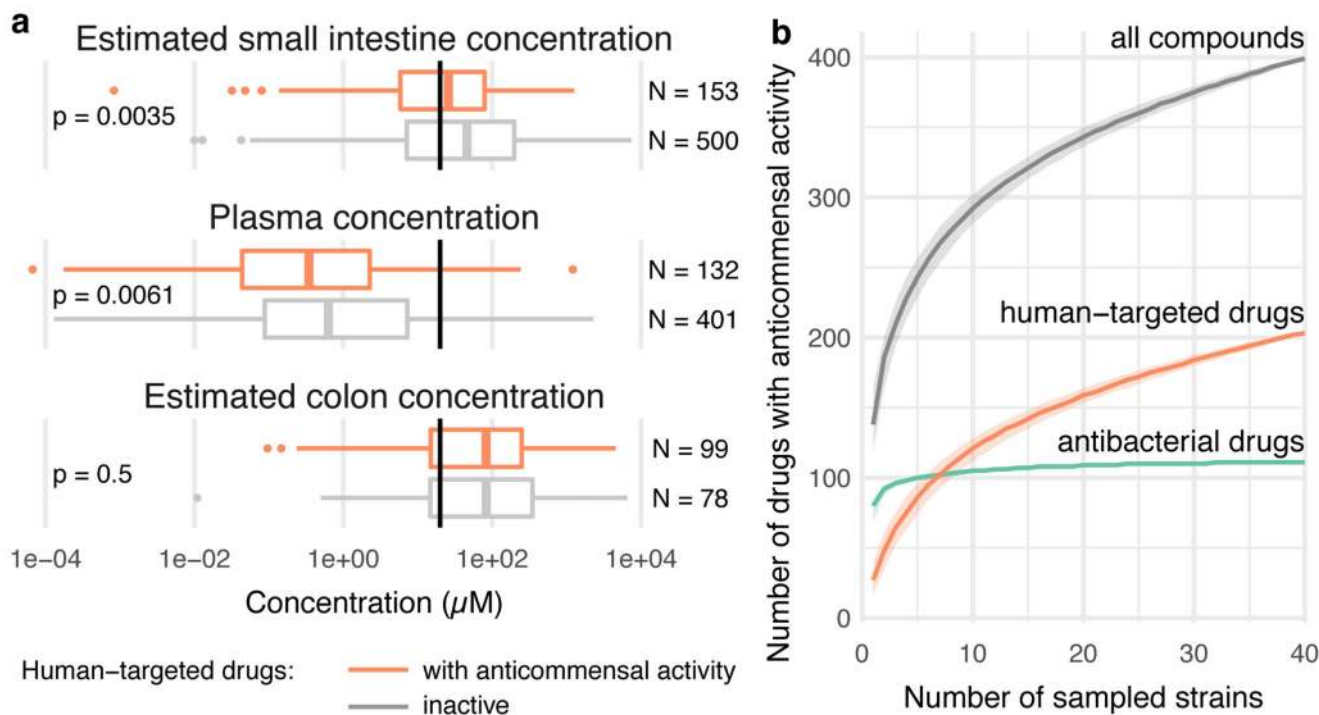 a
Estimated small intestine concentration
p = 0.0035
N = 153
N = 500
Plasma concentration
p = 0.0061
N = 132
N = 401
Estimated colon concentration
p = 0.5
N = 99
N = 78
1e−04 1e−02 1e+00 1e+02 1e+04
Concentration (µM)
Human−targeted drugs:
with anticommensal activity
inactive
b
Number of drugs with anticommensal activity
400
300
200
100
0
all compounds
human−targeted drugs
antibacterial drugs
0 10 20 30 40
Number of sampled strains